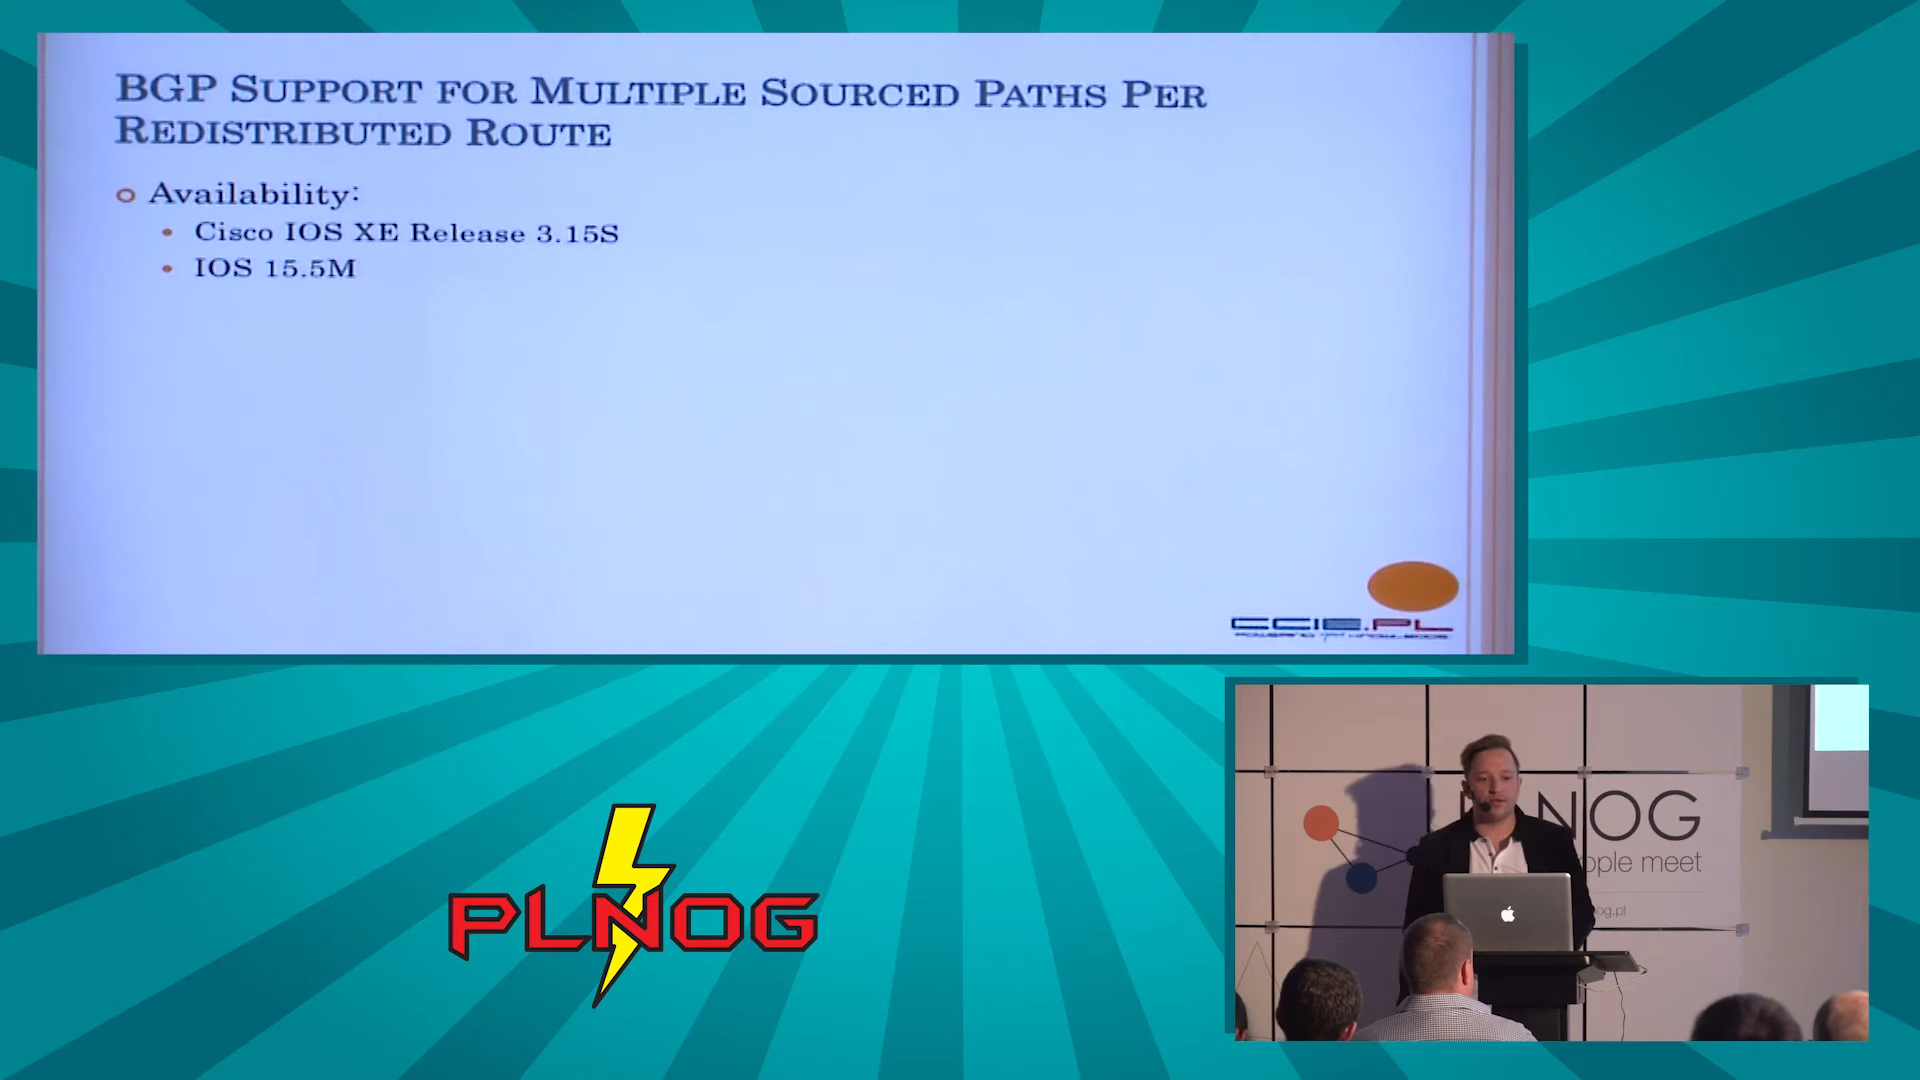 BGP SUPPORT FOR MULTIPLE SOURCED PATHS PER
REDISTRIBUTED ROUTE
Availability:
Cisco IOS XE Release 3.15S
IOS 15.5M
CCIE.PL
PLNOG
NOG
ople meet
og.pl